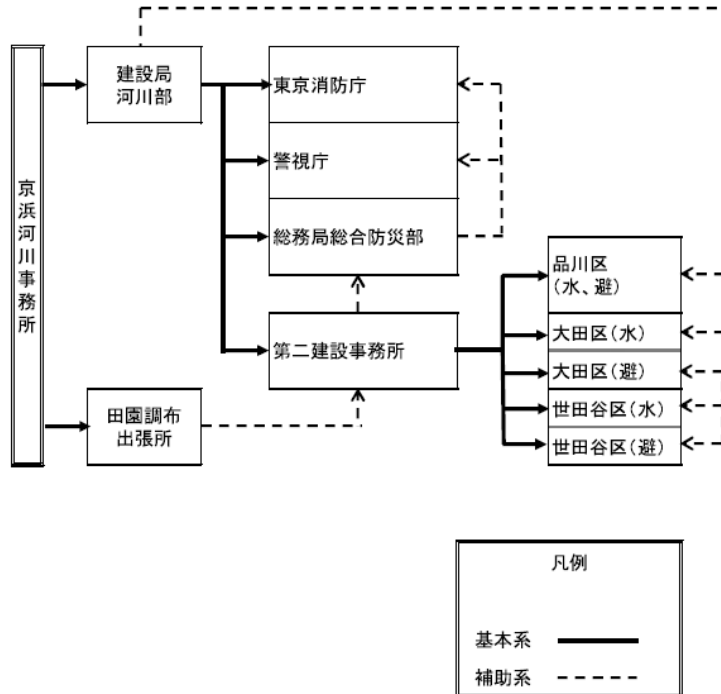 京浜河川事務所
建設局
河川部
東京消防庁
警視庁
総務局総合防災部
第二建設事務所
田園調布
出張所
品川区
(水、避)
大田区(水)
大田区(避)
世田谷区(水)
世田谷区(避)
凡例
基本系
補助系